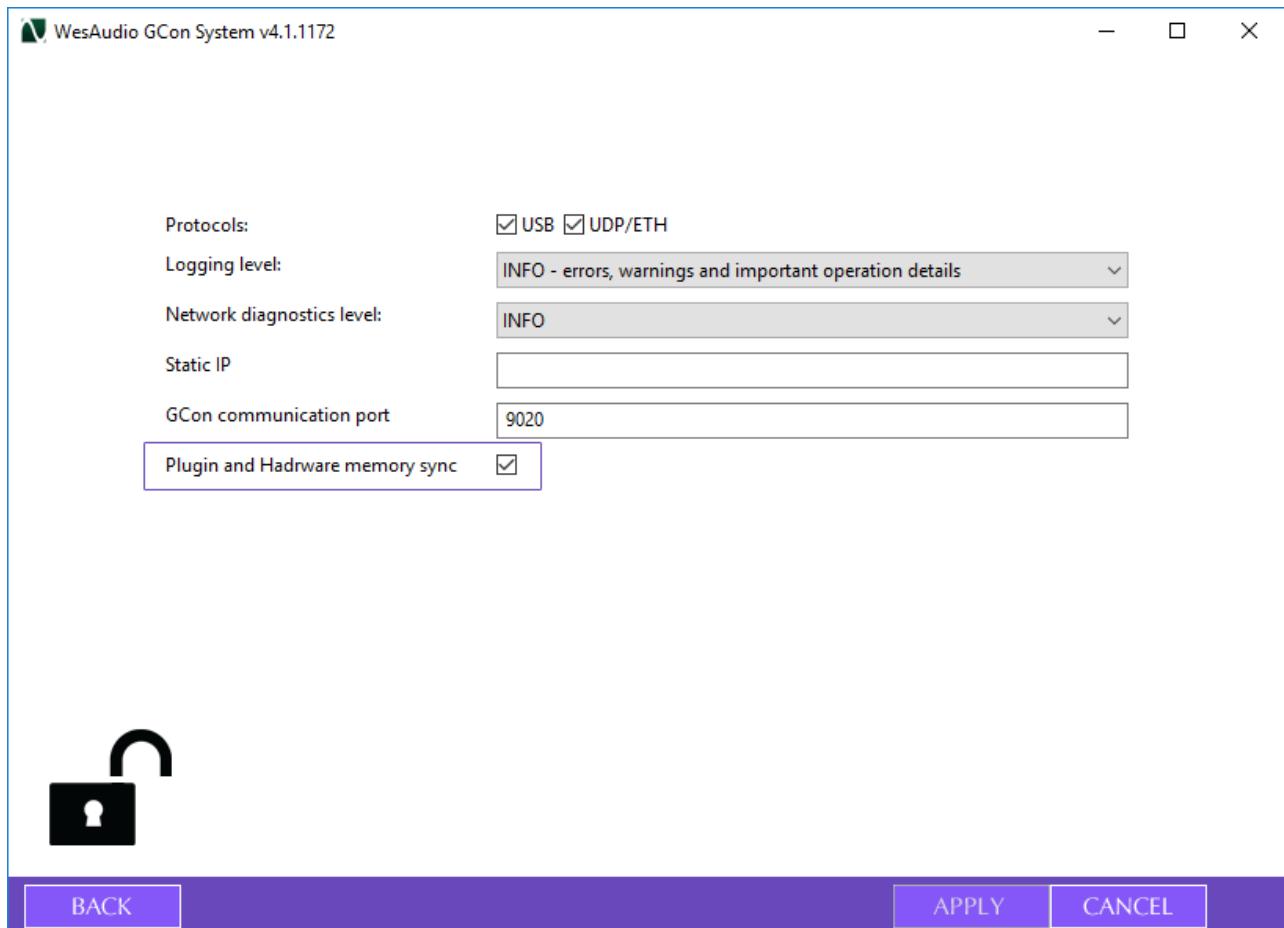 WesAudio GCon System v4.1.1172
Protocols: USB UDP/ETH
Logging level: INFO - errors, warnings and important operation details
Network diagnostics level: INFO
Static IP
GCon communication port 9020
Plugin and Hadrware memory sync
BACK APPLY CANCEL